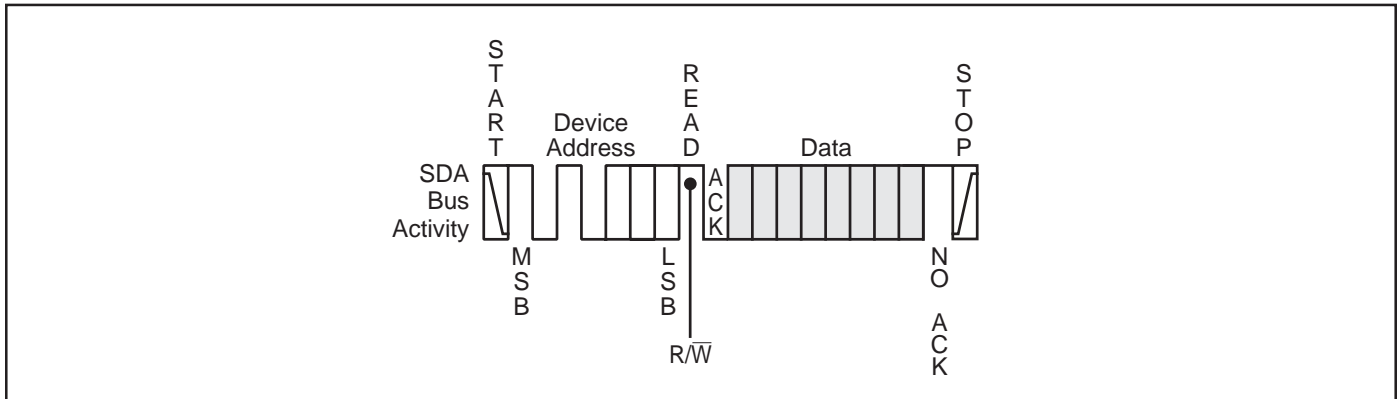 START
READ
STOP
Device
Address
Data
SDA
Bus
Activity
ACK
MSB
LSB
NO ACK
R/W̅